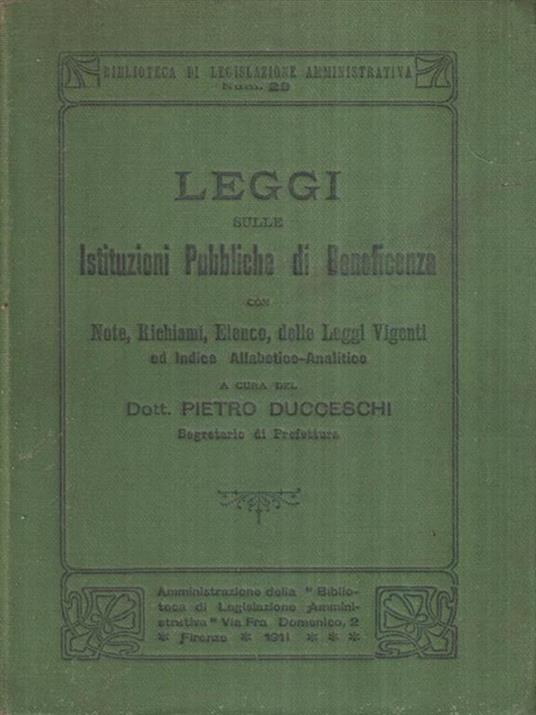 BIBLIOTECA DI LEGISLAZIONE AMMINISTRATIVA
Num. 29
LEGGI
SULLE
Istituzioni Pubbliche di Beneficenza
CON
Note, Richiami, Elenco, delle Leggi Vigenti
ed Indice Alfabetico-Analitico
A CURA DEL
Dott. PIETRO DUCCESCHI
Segretario di Prefettura
Amministrazione della "Biblio-
teca di Legislazione Ammini-
strativa" Via Fra Domenico, 2
* Firenze * 1911 * * *